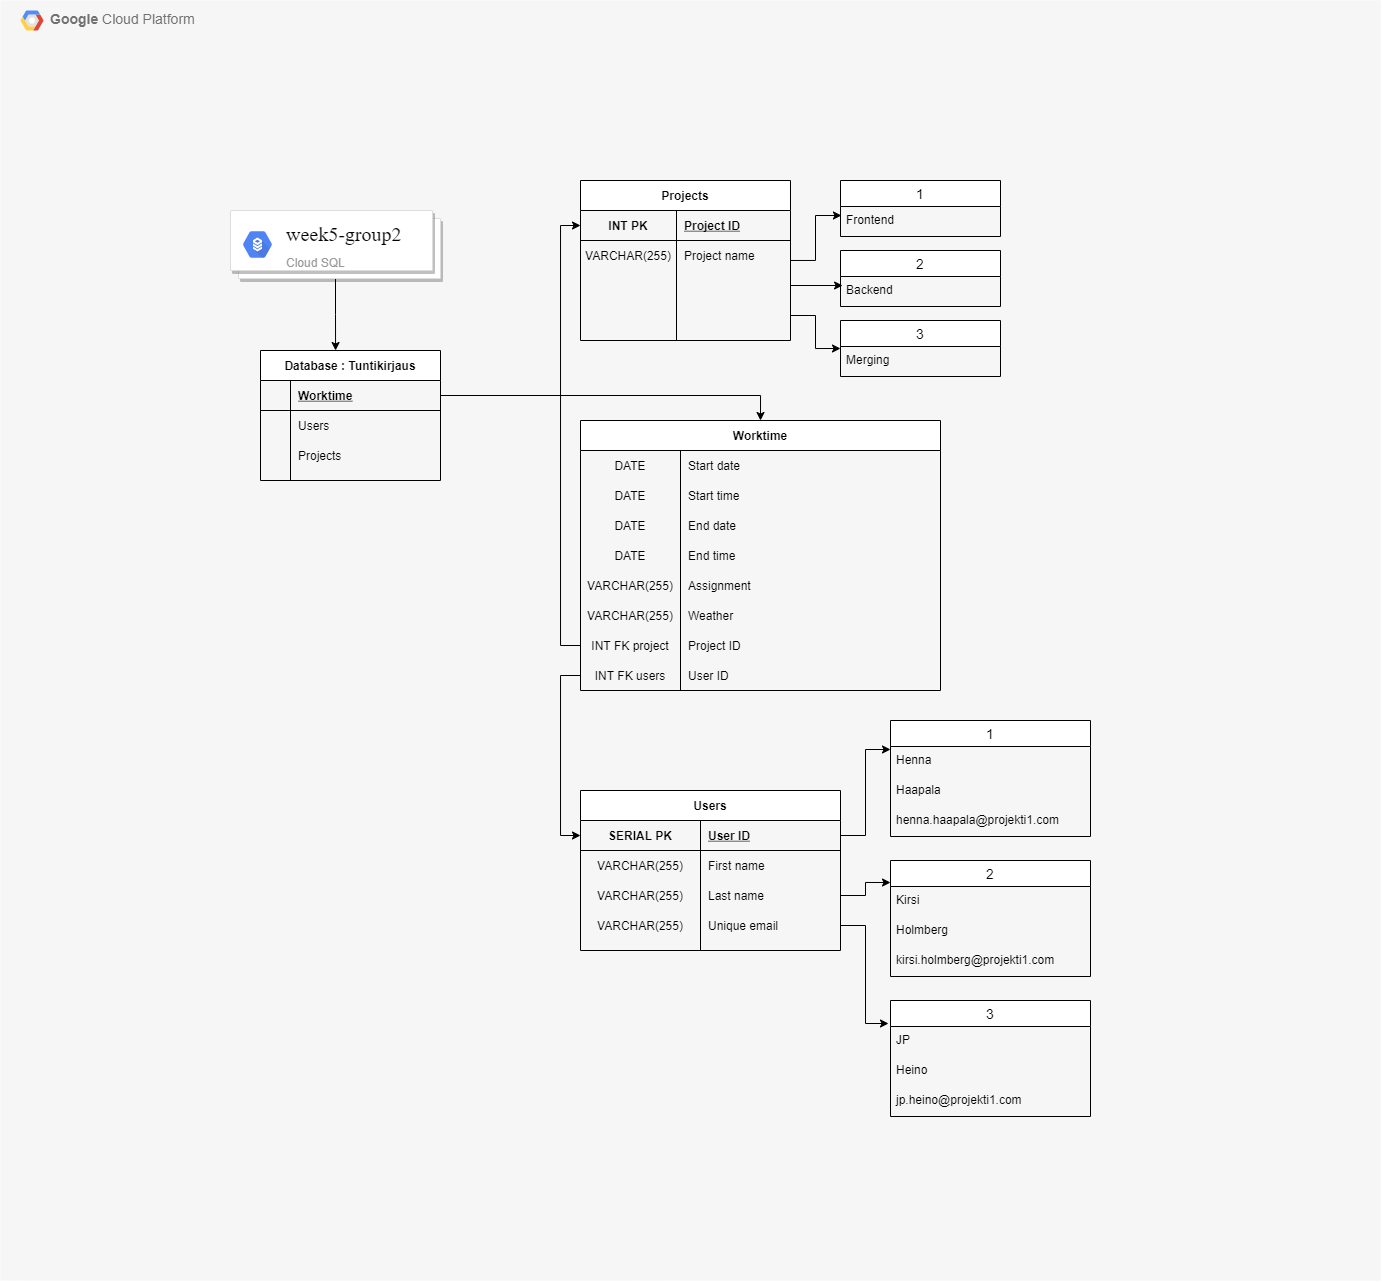 Google Cloud Platform
week5-group2
Cloud SQL
Database : Tuntikirjaus
Worktime
Users
Projects
Projects
INT PK Project ID
VARCHAR(255) Project name
1
Frontend
2
Backend
3
Merging
Worktime
DATE Start date
DATE Start time
DATE End date
DATE End time
VARCHAR(255) Assignment
VARCHAR(255) Weather
INT FK project Project ID
INT FK users User ID
Users
SERIAL PK User ID
VARCHAR(255) First name
VARCHAR(255) Last name
VARCHAR(255) Unique email
1
Henna
Haapala
henna.haapala@projekti1.com
2
Kirsi
Holmberg
kirsi.holmberg@projekti1.com
3
JP
Heino
jp.heino@projekti1.com